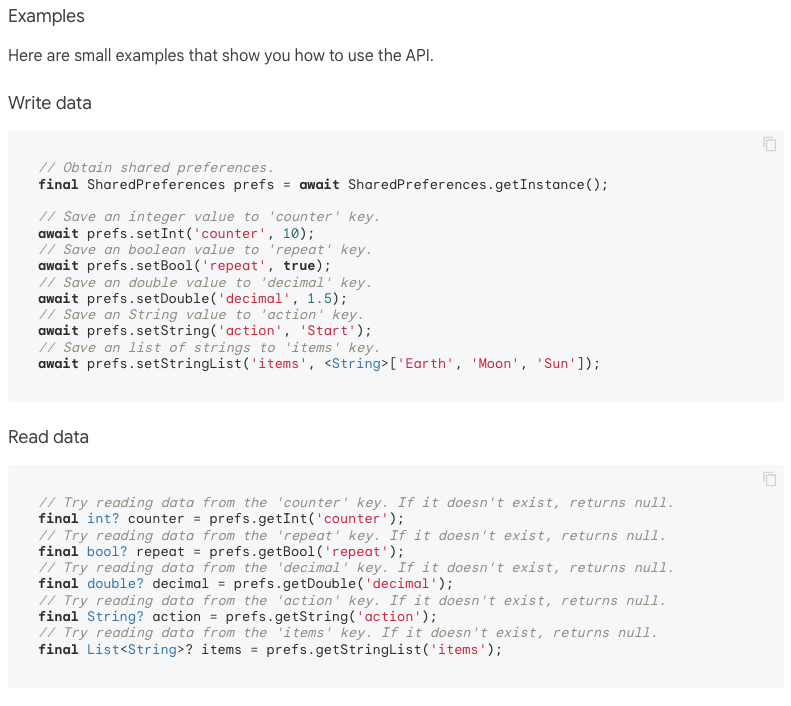 Examples
Here are small examples that show you how to use the API.
Write data
// Obtain shared preferences.
final SharedPreferences prefs = await SharedPreferences.getInstance();
// Save an integer value to 'counter' key.
await prefs.setInt('counter', 10);
// Save an boolean value to 'repeat' key.
await prefs.setBool('repeat', true);
// Save an double value to 'decimal' key.
await prefs.setDouble('decimal', 1.5);
// Save an String value to 'action' key.
await prefs.setString('action', 'Start');
// Save an list of strings to 'items' key.
await prefs.setStringList('items', <String>['Earth', 'Moon', 'Sun']);
Read data
// Try reading data from the 'counter' key. If it doesn't exist, returns null.
final int? counter = prefs.getInt('counter');
// Try reading data from the 'repeat' key. If it doesn't exist, returns null.
final bool? repeat = prefs.getBool('repeat');
// Try reading data from the 'decimal' key. If it doesn't exist, returns null.
final double? decimal = prefs.getDouble('decimal');
// Try reading data from the 'action' key. If it doesn't exist, returns null.
final String? action = prefs.getString('action');
// Try reading data from the 'items' key. If it doesn't exist, returns null.
final List<String>? items = prefs.getStringList('items');